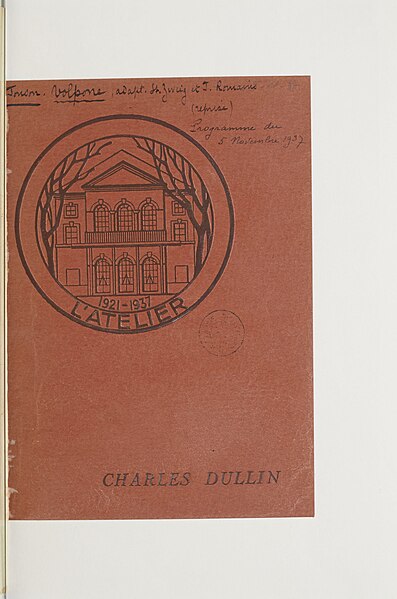 Jonson. Volpone, adapt. St. Zweig et J. Romains
(reprise)
Programme du
5 Novembre 1937
1921-1937
L'ATELIER
CHARLES DULLIN